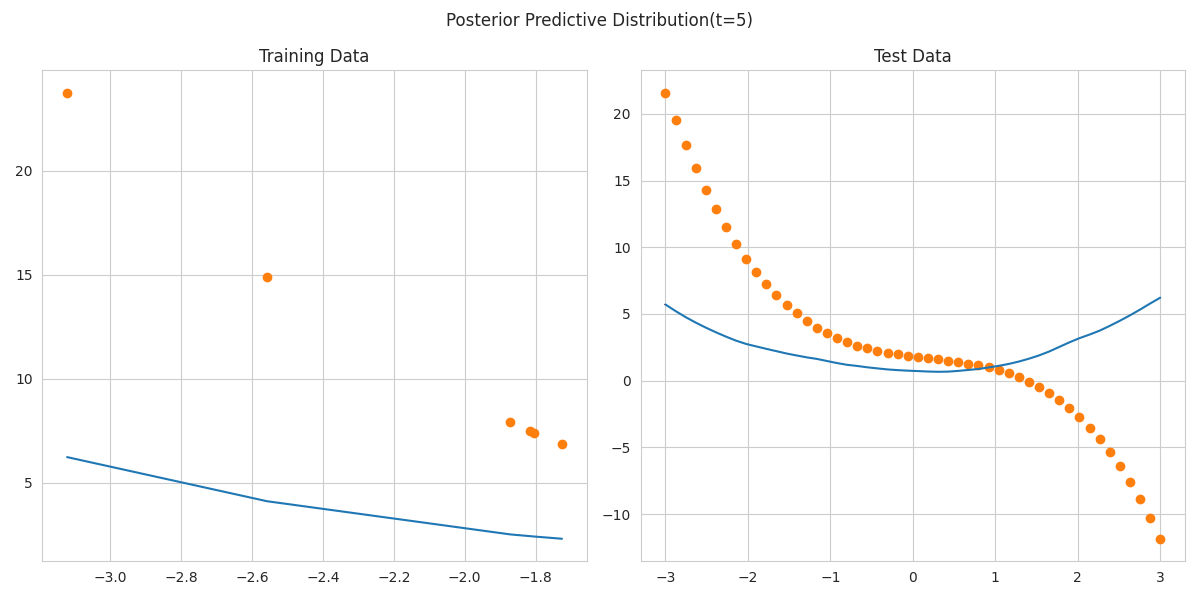 Posterior Predictive Distribution(t=5)
Training Data
20
15
10
5
−3.0 −2.8 −2.6 −2.4 −2.2 −2.0 −1.8
Test Data
20
15
10
5
0
−5
−10
−3 −2 −1 0 1 2 3